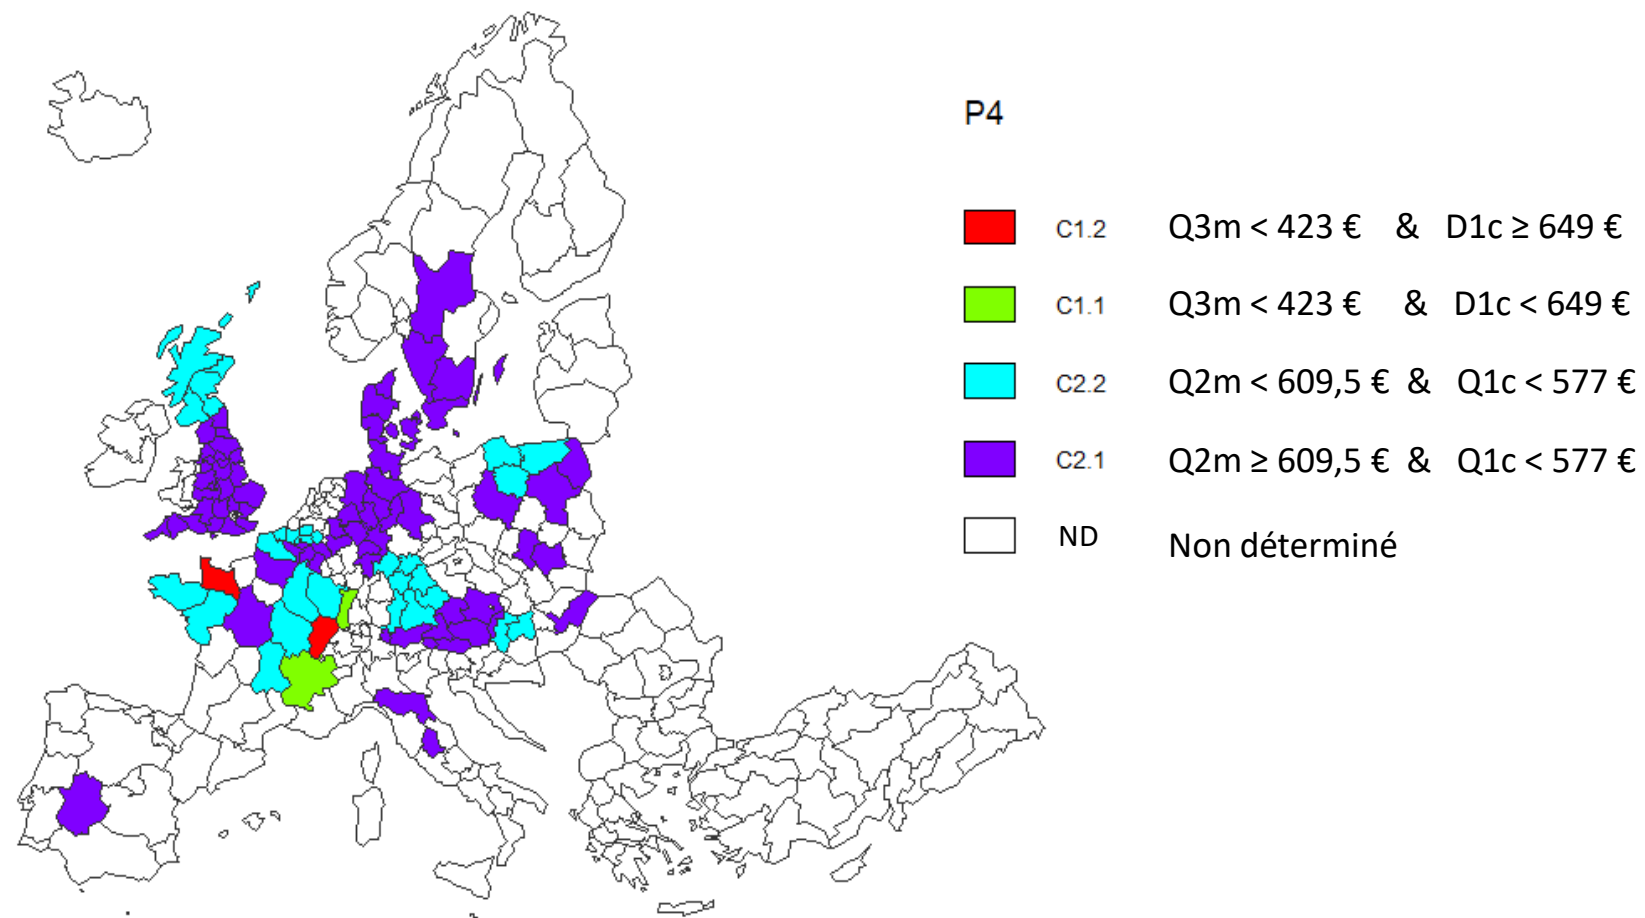 P4
C1.2 Q3m < 423 € & D1c ≥ 649 €
C1.1 Q3m < 423 € & D1c < 649 €
C2.2 Q2m < 609,5 € & Q1c < 577 €
C2.1 Q2m ≥ 609,5 € & Q1c < 577 €
ND Non déterminé